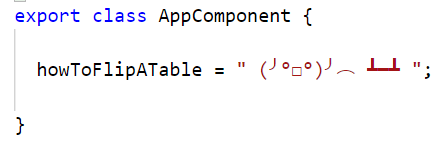 export class AppComponent {
howToFlipATable = " (╯°□°)╯︵ ┻━┻ ";
}